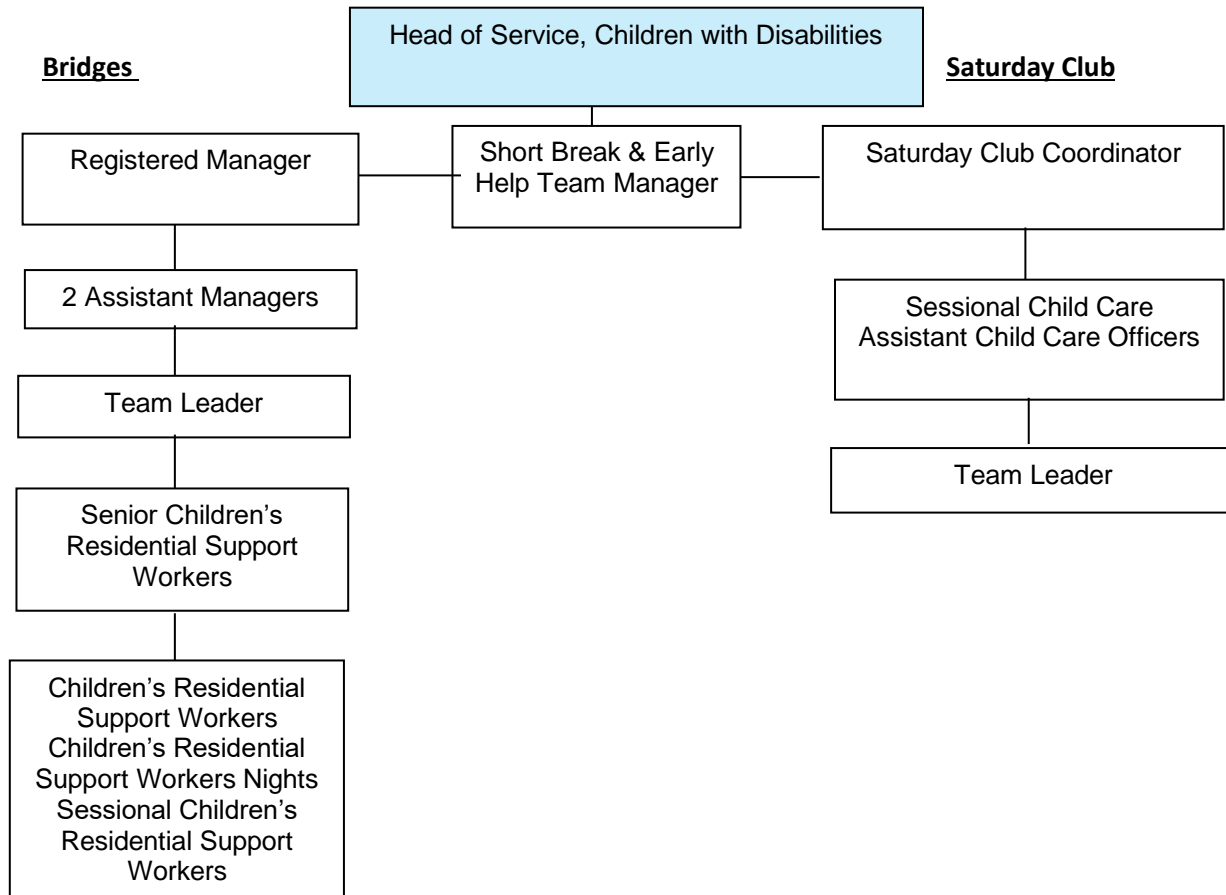 Head of Service, Children with Disabilities
Bridges
Saturday Club
Registered Manager
Short Break & Early
Help Team Manager
Saturday Club Coordinator
2 Assistant Managers
Sessional Child Care
Assistant Child Care Officers
Team Leader
Team Leader
Senior Children’s
Residential Support
Workers
Children’s Residential
Support Workers
Children’s Residential
Support Workers Nights
Sessional Children’s
Residential Support
Workers